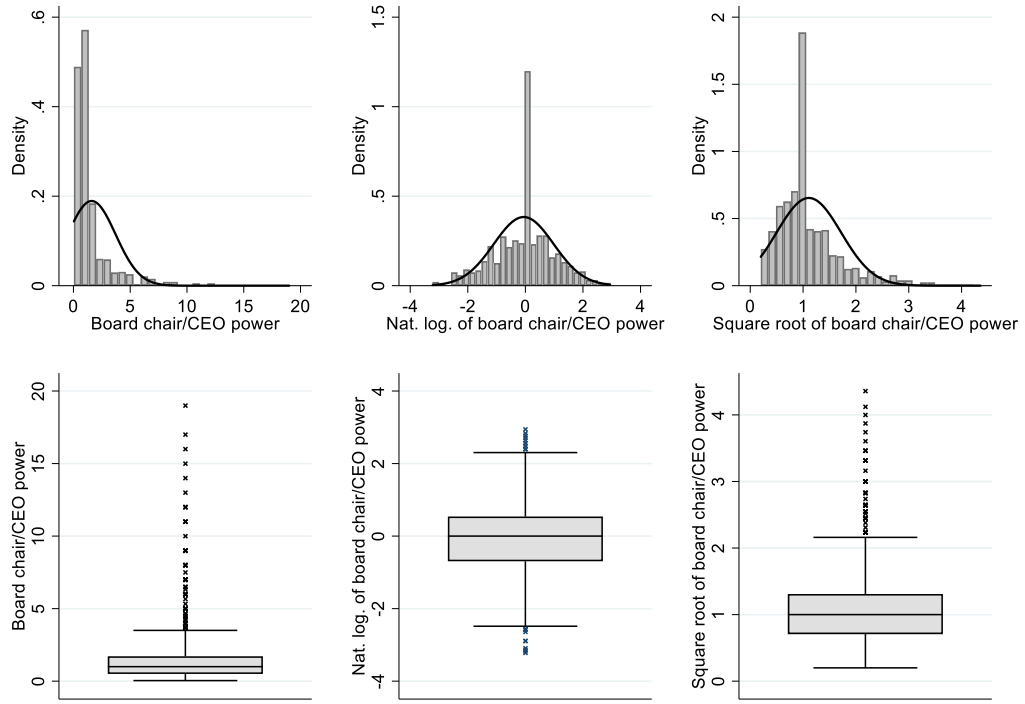 .6
.4
.2
0
Density
0 5 10 15 20
Board chair/CEO power
1.5
1
.5
0
Density
-4 -2 0 2 4
Nat. log. of board chair/CEO power
2
1.5
1
.5
0
Density
0 1 2 3 4
Square root of board chair/CEO power
20
15
10
5
0
Board chair/CEO power
4
2
0
-2
-4
Nat. log. of board chair/CEO power
4
3
2
1
0
Square root of board chair/CEO power